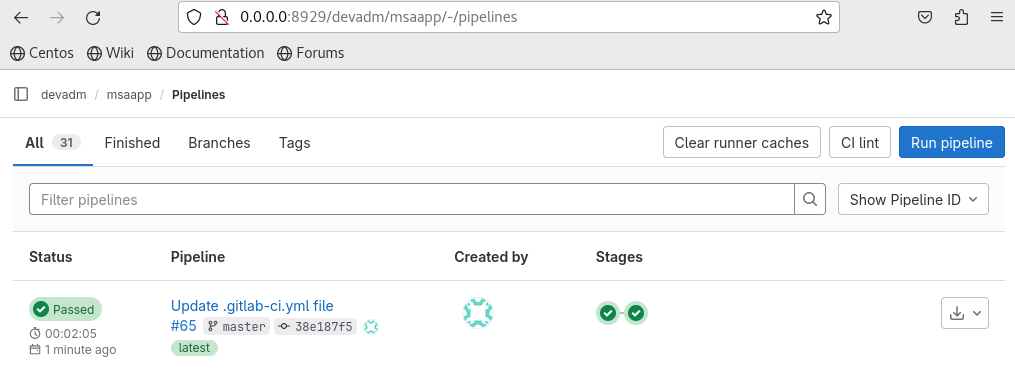 0.0.0.0:8929/devadm/msaapp/-/pipelines
Centos Wiki Documentation Forums
devadm / msaapp / Pipelines
All 31 Finished Branches Tags Clear runner caches CI lint Run pipeline
Filter pipelines Show Pipeline ID
Status Pipeline Created by Stages
Passed Update .gitlab-ci.yml file
00:02:05 #65 master 38e187f5
1 minute ago latest